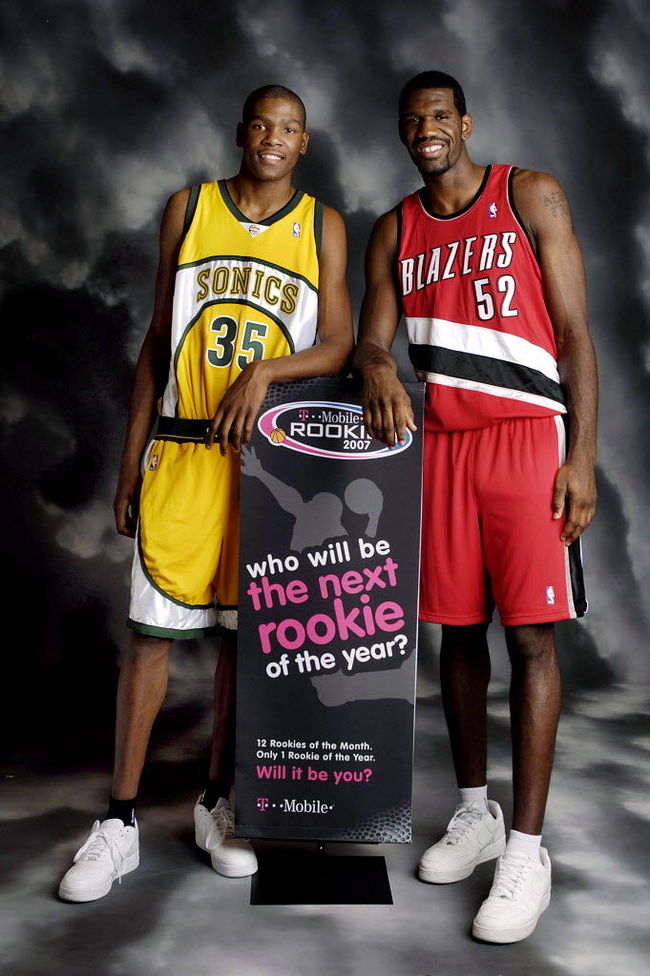 SONICS
35
BLAZERS
52
T··Mobile·
ROOKIE
2007
who will be
the next
rookie
of the year?
12 Rookies of the Month.
Only 1 Rookie of the Year.
Will it be you?
T··Mobile·